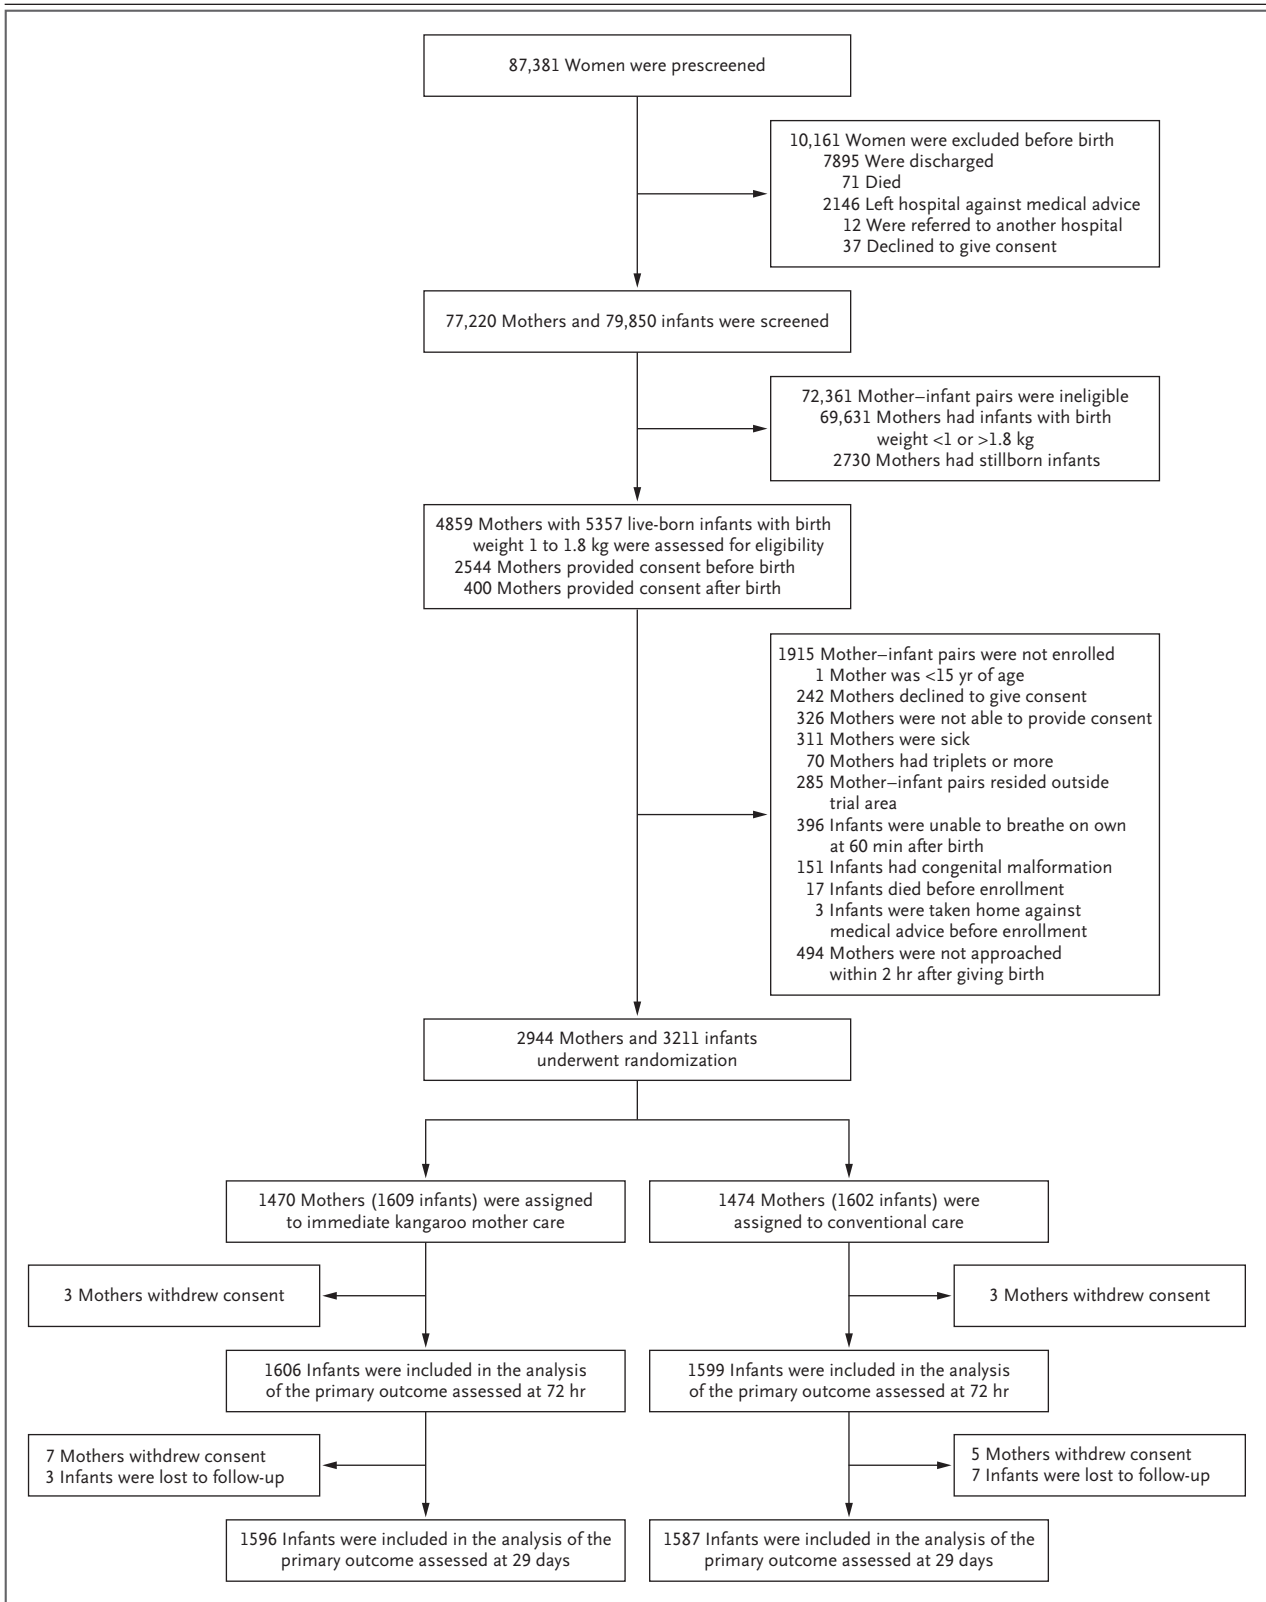 87,381 Women were prescreened
10,161 Women were excluded before birth
7895 Were discharged
71 Died
2146 Left hospital against medical advice
12 Were referred to another hospital
37 Declined to give consent
77,220 Mothers and 79,850 infants were screened
72,361 Mother–infant pairs were ineligible
69,631 Mothers had infants with birth
weight <1 or >1.8 kg
2730 Mothers had stillborn infants
4859 Mothers with 5357 live-born infants with birth
weight 1 to 1.8 kg were assessed for eligibility
2544 Mothers provided consent before birth
400 Mothers provided consent after birth
1915 Mother–infant pairs were not enrolled
1 Mother was <15 yr of age
242 Mothers declined to give consent
326 Mothers were not able to provide consent
311 Mothers were sick
70 Mothers had triplets or more
285 Mother–infant pairs resided outside
trial area
396 Infants were unable to breathe on own
at 60 min after birth
151 Infants had congenital malformation
17 Infants died before enrollment
3 Infants were taken home against
medical advice before enrollment
494 Mothers were not approached
within 2 hr after giving birth
2944 Mothers and 3211 infants
underwent randomization
1470 Mothers (1609 infants) were assigned
to immediate kangaroo mother care
1474 Mothers (1602 infants) were
assigned to conventional care
3 Mothers withdrew consent
3 Mothers withdrew consent
1606 Infants were included in the analysis
of the primary outcome assessed at 72 hr
1599 Infants were included in the analysis
of the primary outcome assessed at 72 hr
7 Mothers withdrew consent
3 Infants were lost to follow-up
5 Mothers withdrew consent
7 Infants were lost to follow-up
1596 Infants were included in the analysis of the
primary outcome assessed at 29 days
1587 Infants were included in the analysis of the
primary outcome assessed at 29 days